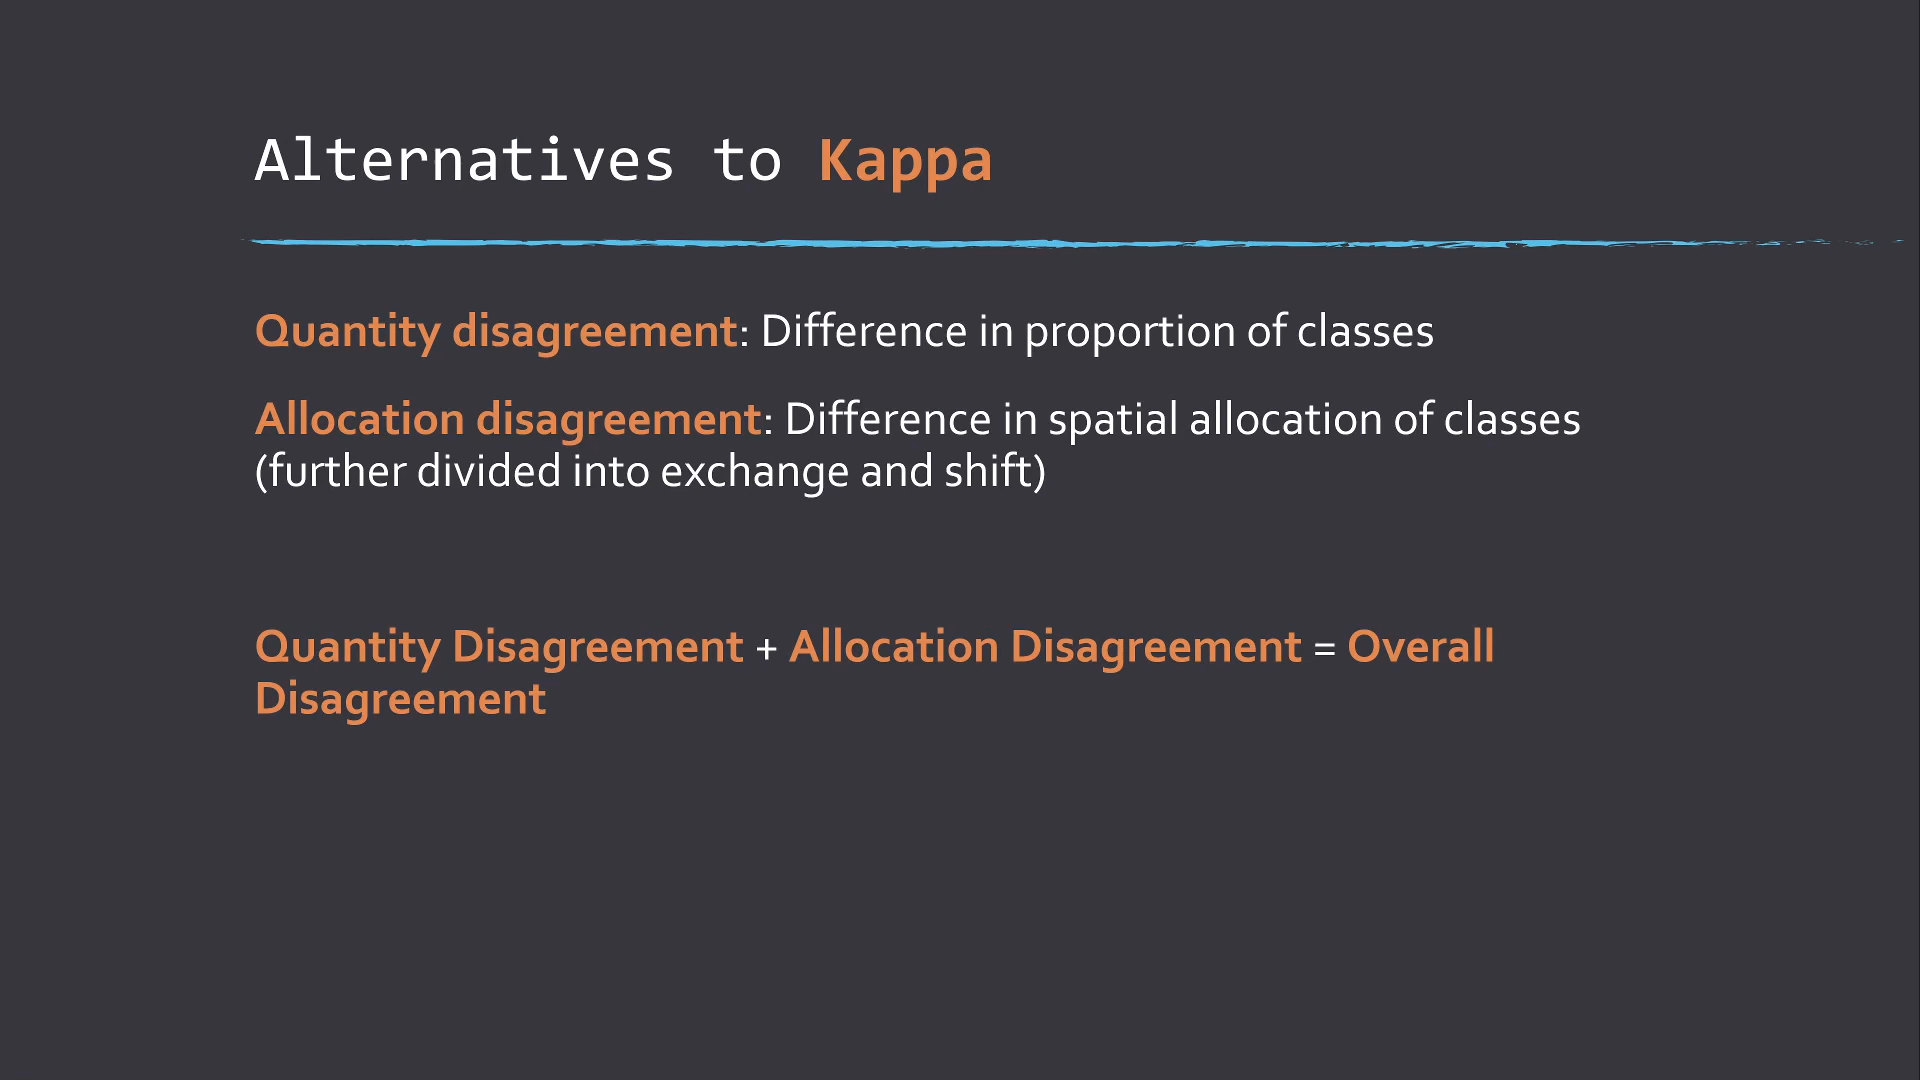 Alternatives to Kappa
Quantity disagreement: Difference in proportion of classes
Allocation disagreement: Difference in spatial allocation of classes
(further divided into exchange and shift)
Quantity Disagreement + Allocation Disagreement = Overall
Disagreement